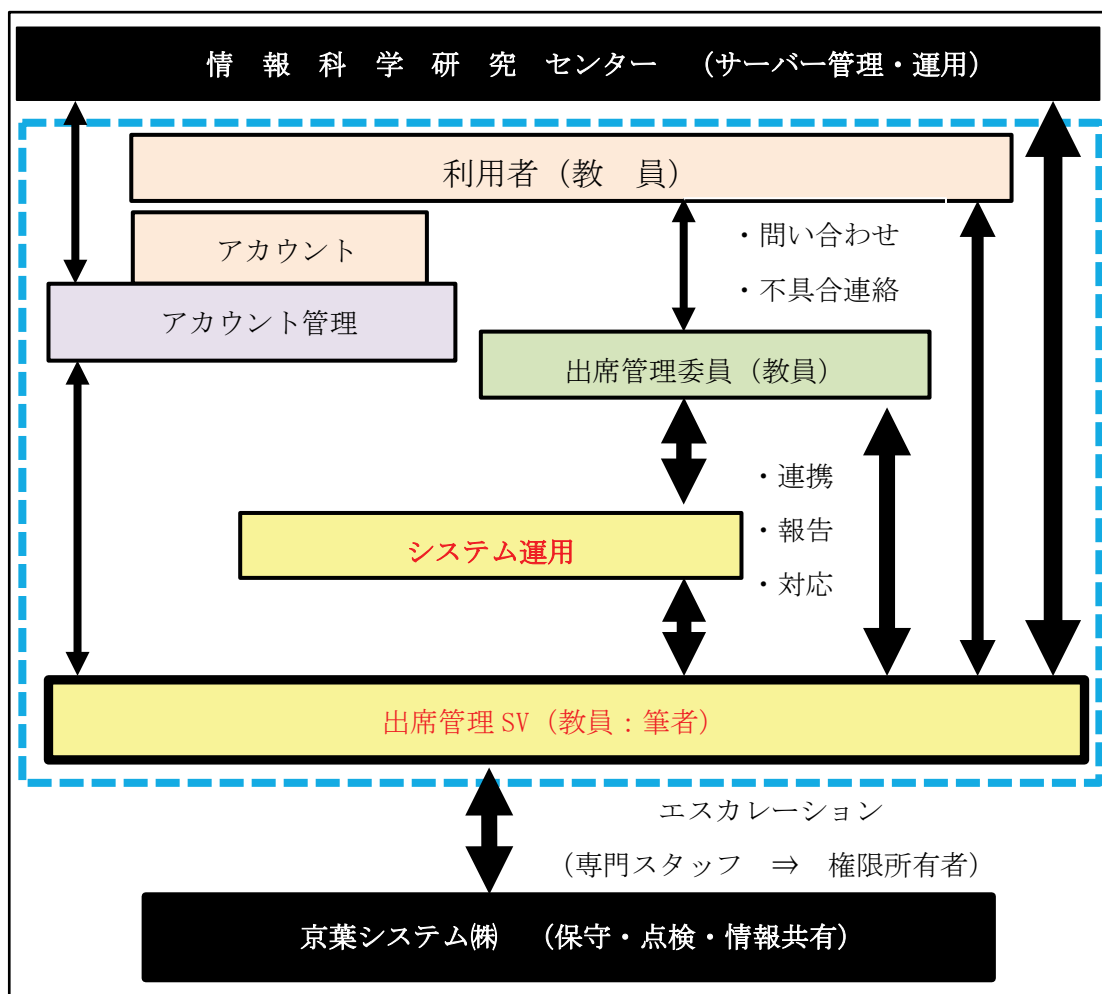 情 報 科 学 研 究 センター （サーバー管理・運用）
利用者（教 員）
アカウント
アカウント管理
・問い合わせ
・不具合連絡
出席管理委員（教員）
・連携
・報告
・対応
システム運用
出席管理 SV（教員：筆者）
エスカレーション
（専門スタッフ ⇒ 権限所有者）
京葉システム㈱ （保守・点検・情報共有）